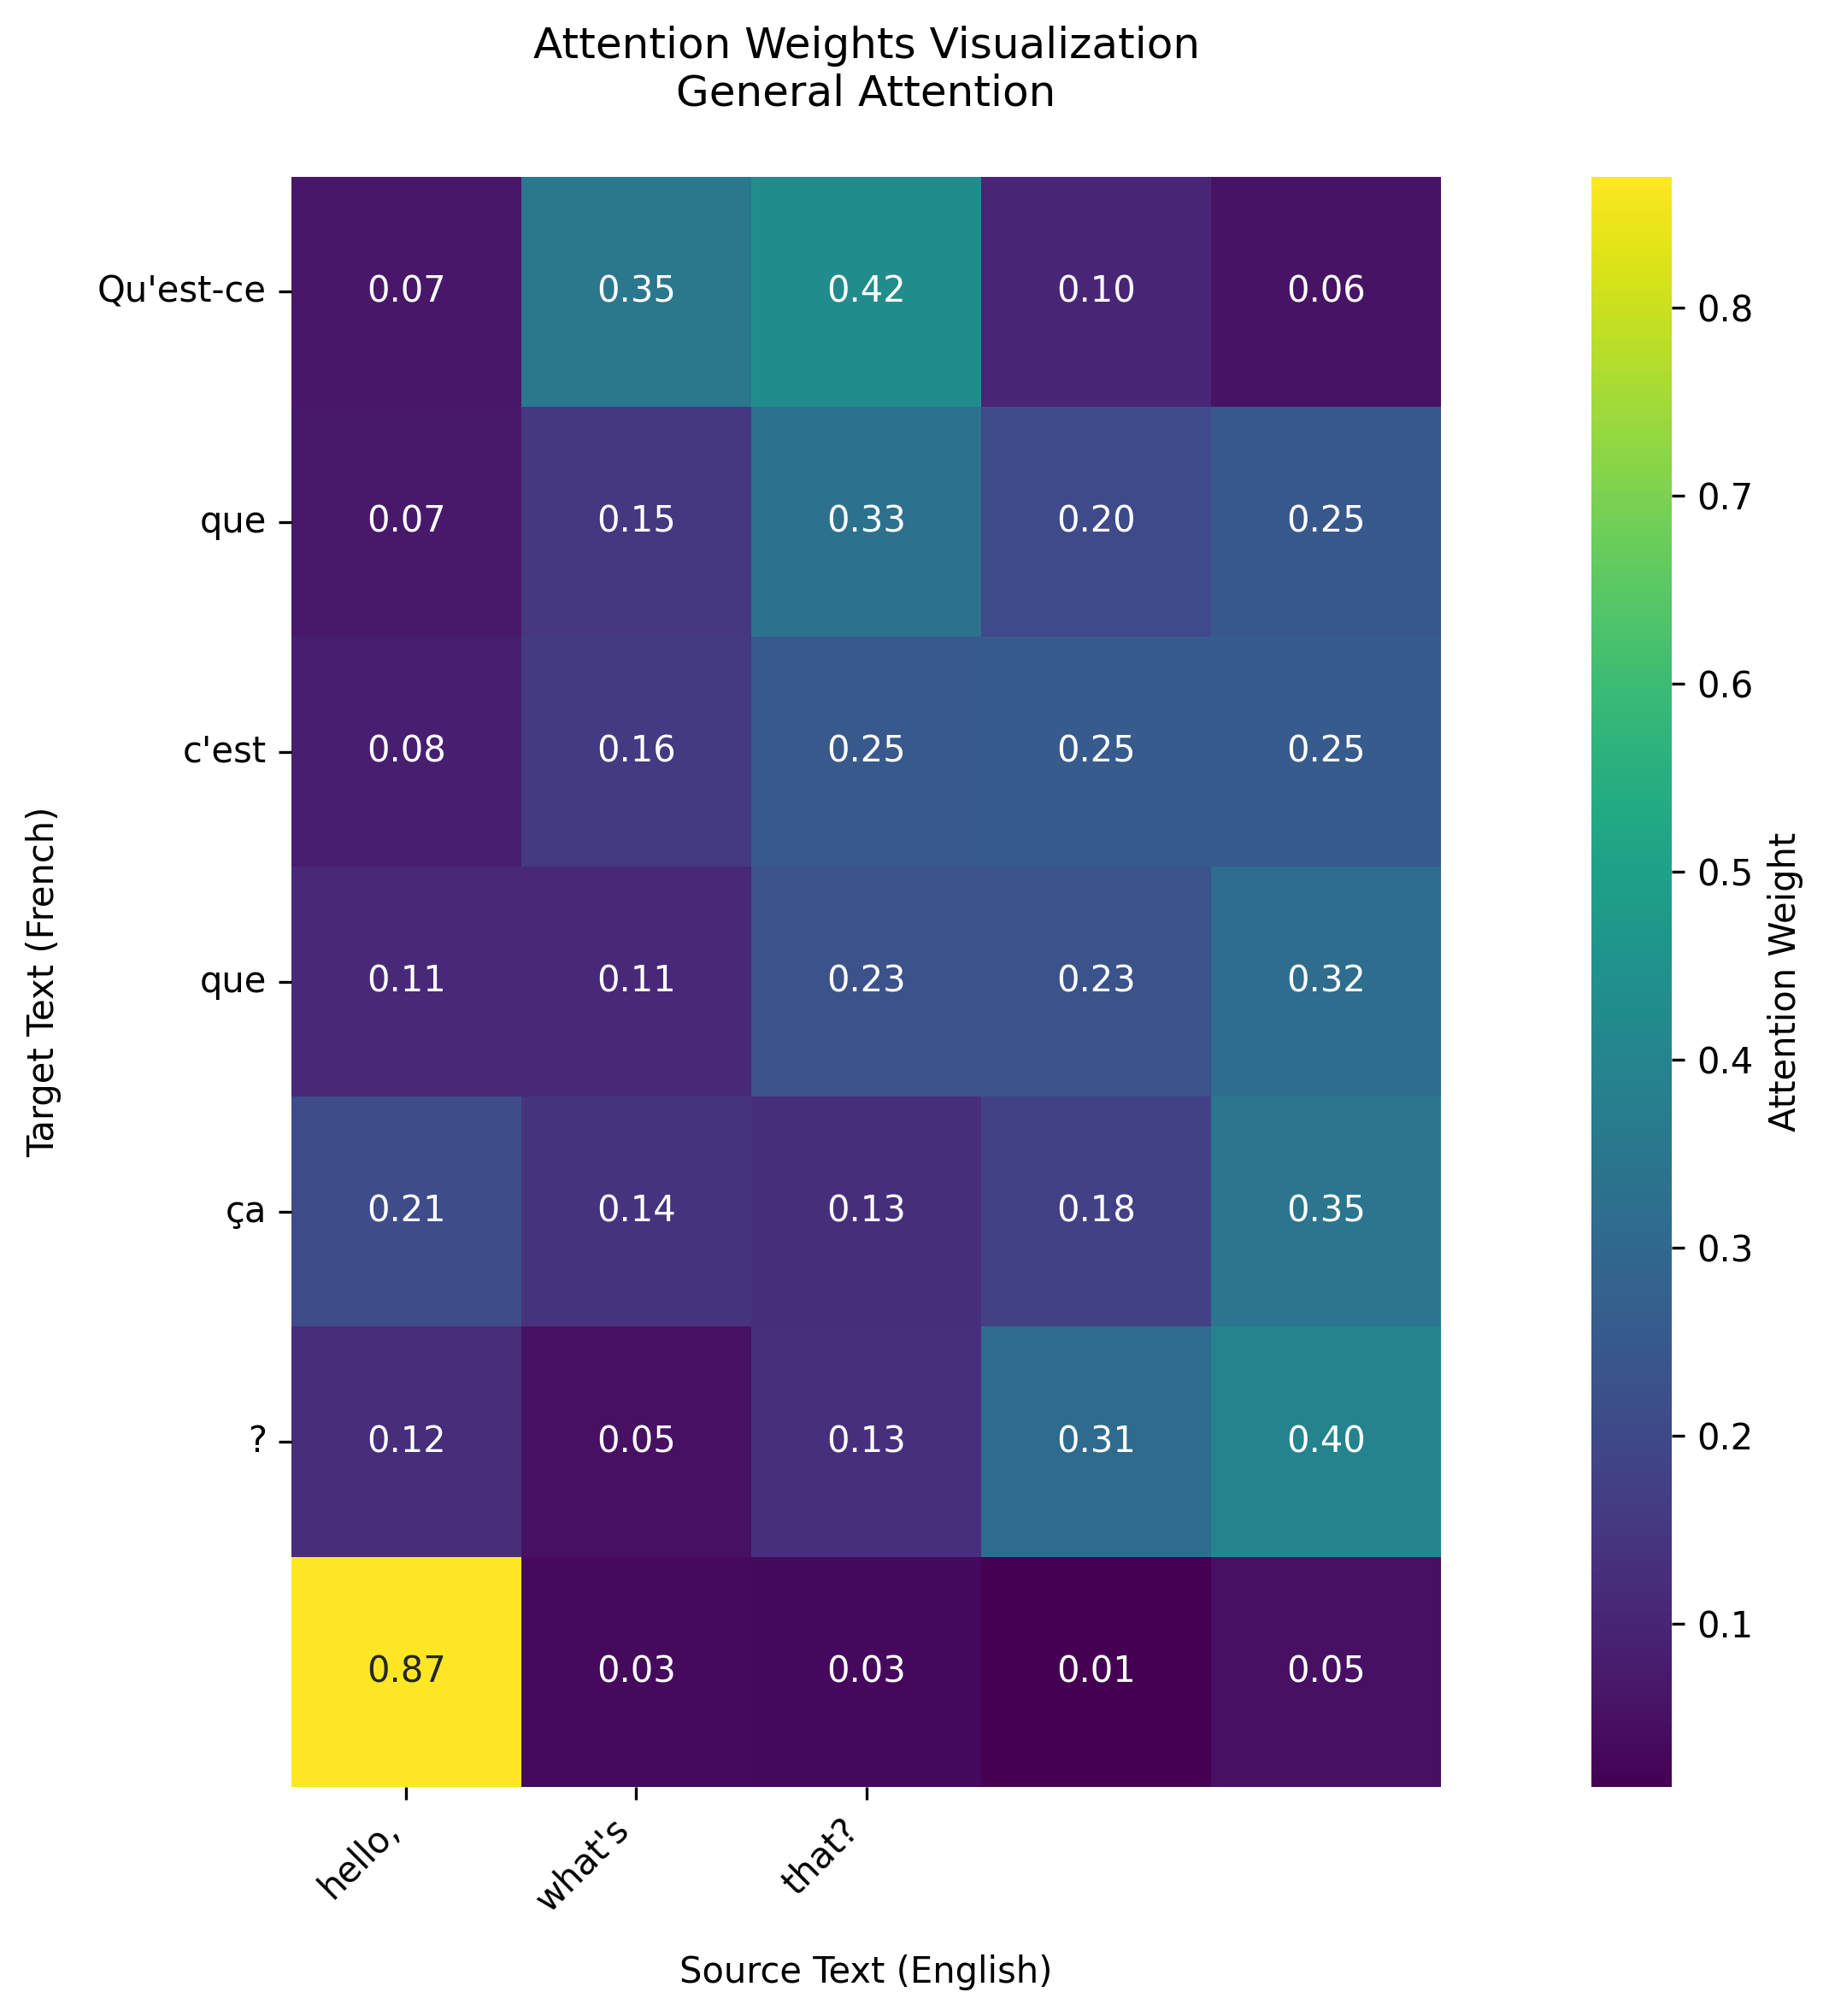 Attention Weights Visualization
General Attention
Target Text (French)
Qu'est-ce 0.07 0.35 0.42 0.10 0.06
que 0.07 0.15 0.33 0.20 0.25
c'est 0.08 0.16 0.25 0.25 0.25
que 0.11 0.11 0.23 0.23 0.32
ça 0.21 0.14 0.13 0.18 0.35
? 0.12 0.05 0.13 0.31 0.40
0.87 0.03 0.03 0.01 0.05
hello, what's that?
Source Text (English)
0.8
0.7
0.6
0.5
0.4
0.3
0.2
0.1
Attention Weight